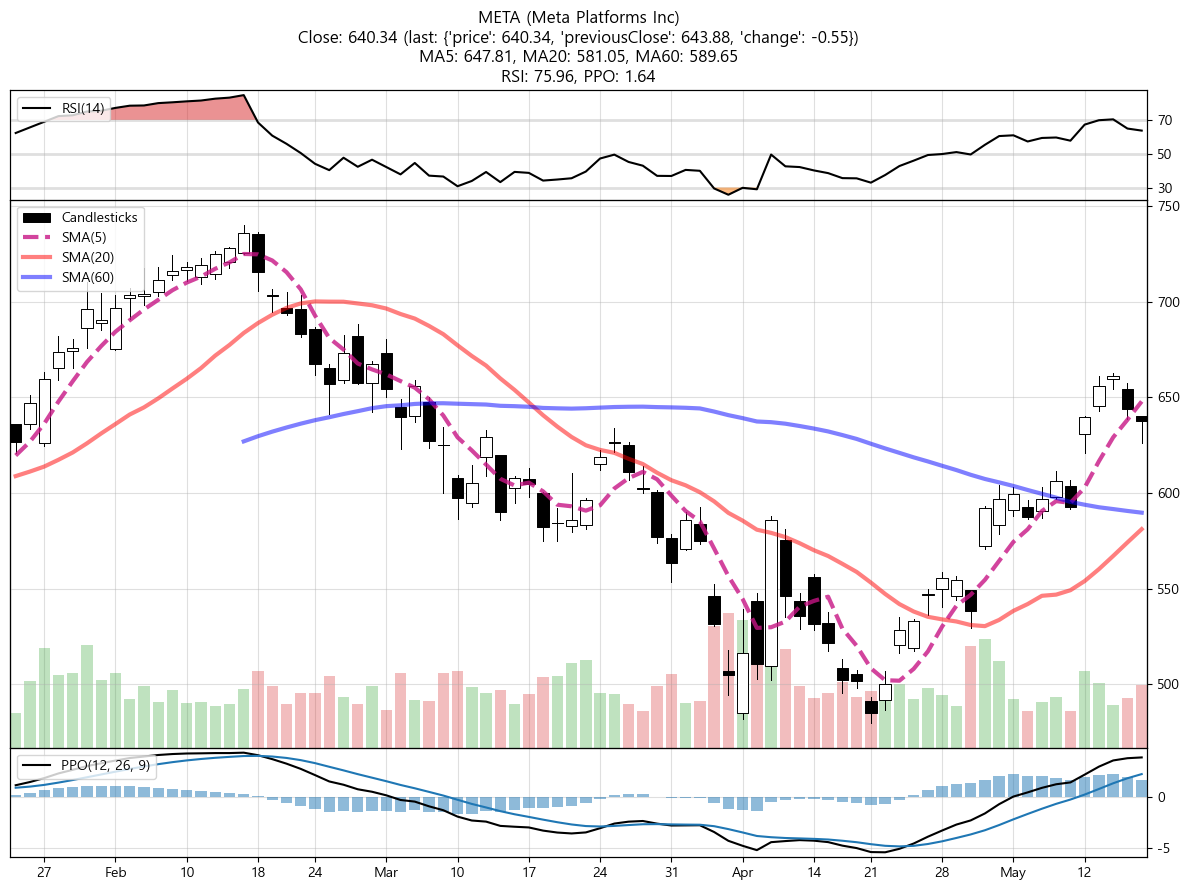 META (Meta Platforms Inc)
Close: 640.34 (last: {'price': 640.34, 'previousClose': 643.88, 'change': -0.55})
MA5: 647.81, MA20: 581.05, MA60: 589.65
RSI: 75.96, PPO: 1.64
RSI(14)
70
50
30
Candlesticks
SMA(5)
SMA(20)
SMA(60)
750
700
650
600
550
500
PPO(12, 26, 9)
0
-5
27 Feb 10 18 24 Mar 10 17 24 31 Apr 14 21 28 May 12